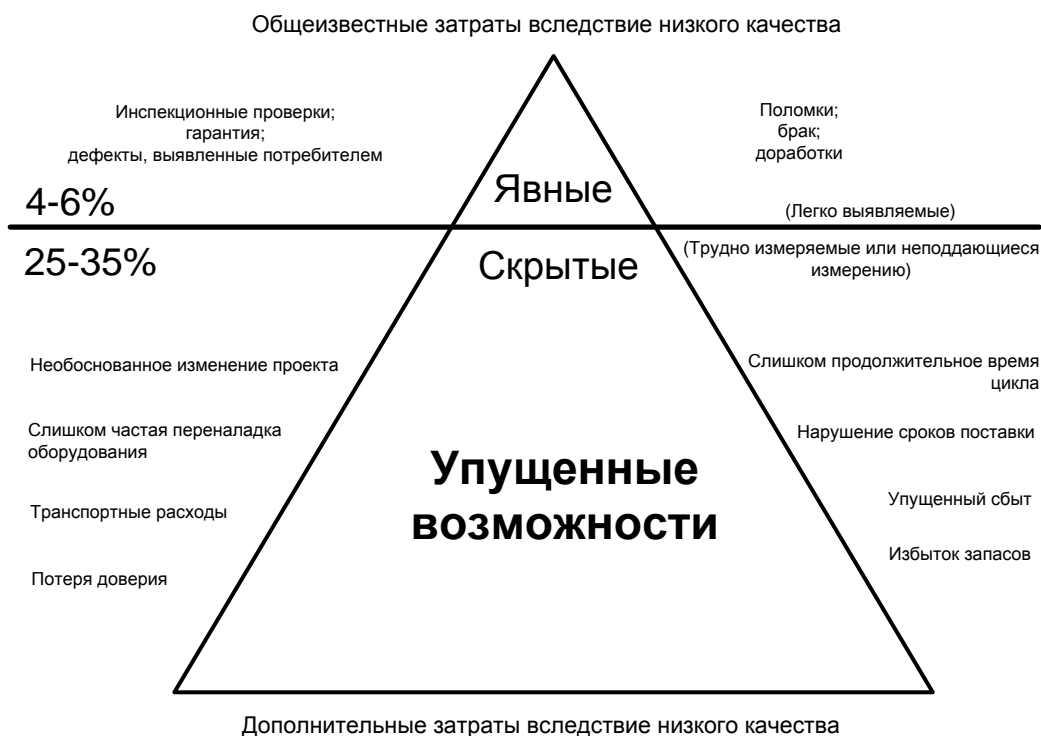 Общеизвестные затраты вследствие низкого качества
Инспекционные проверки;
гарантия;
дефекты, выявленные потребителем
Поломки;
брак;
доработки
Явные
4-6%
(Легко выявляемые)
25-35%
Скрытые
(Трудно измеряемые или неподдающиеся
измерению)
Необоснованное изменение проекта
Слишком продолжительное время
цикла
Слишком частая переналадка
оборудования
Нарушение сроков поставки
Упущенные
возможности
Транспортные расходы
Упущенный сбыт
Потеря доверия
Избыток запасов
Дополнительные затраты вследствие низкого качества